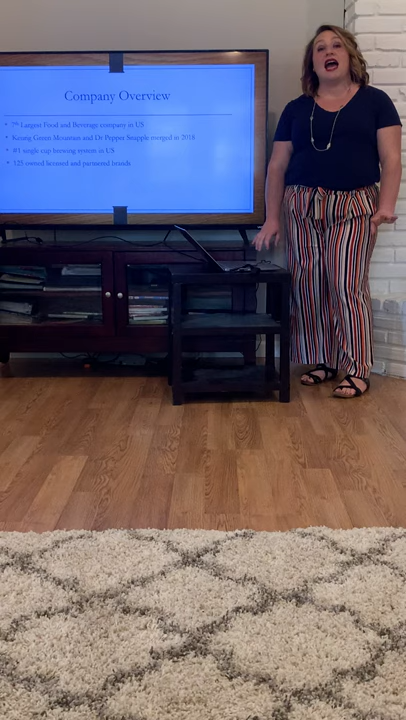 Company Overview
• 7th Largest Food and Beverage company in US
• Keurig Green Mountain and Dr Pepper Snapple merged in 2018
• #1 single cup brewing system in US
• 125 owned licensed and partnered brands